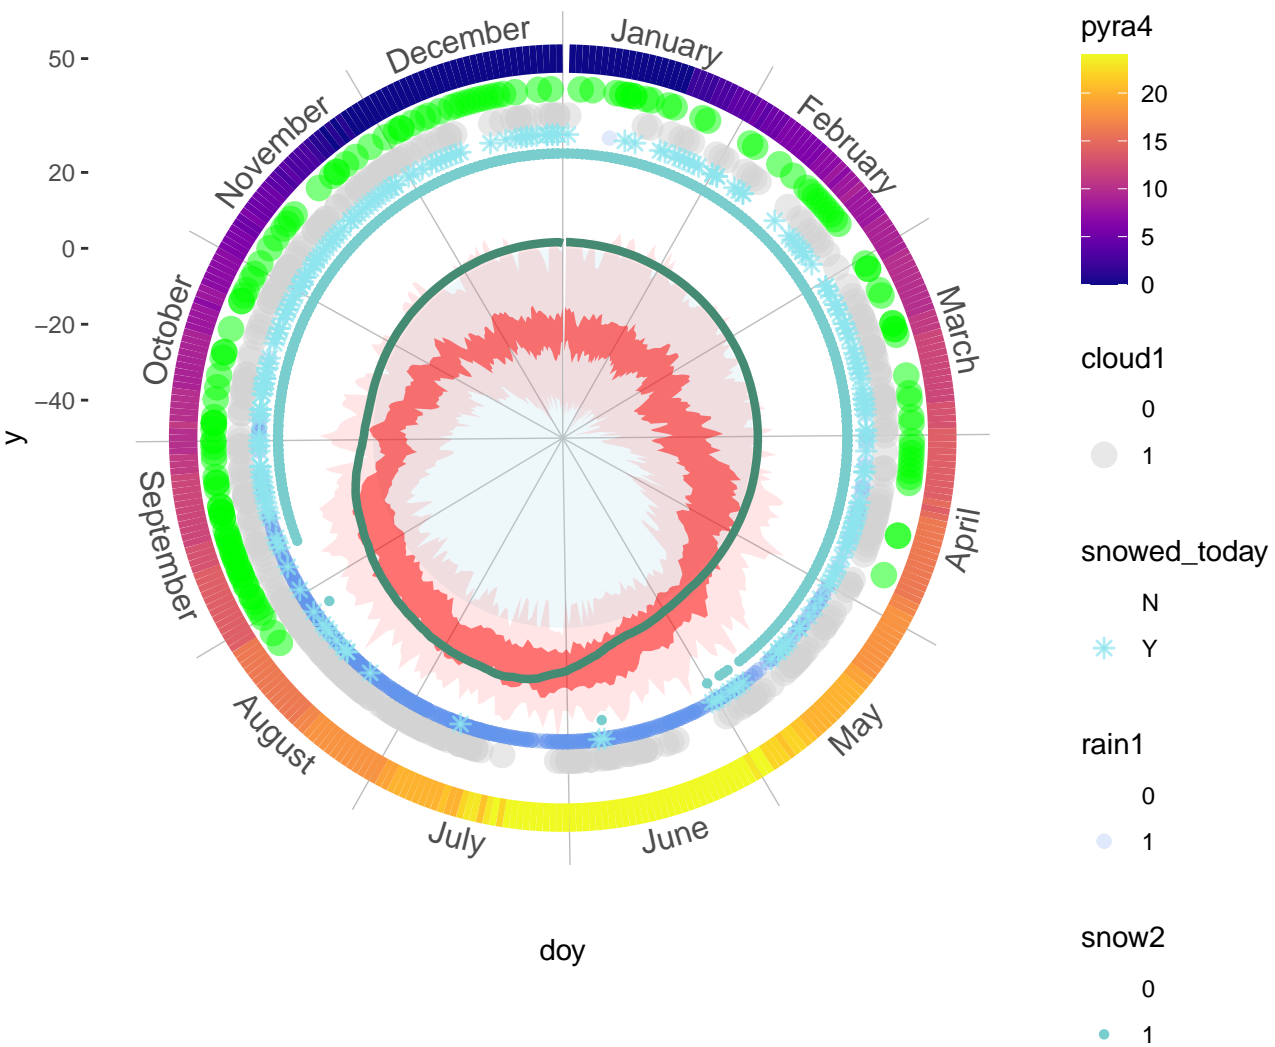 December
January
November
February
October
March
September
April
August
May
July
June
50
20
0
−20
−40
y
doy
pyra4
20
15
10
5
0
cloud1
0
1
snowed_today
N
Y
rain1
0
1
snow2
0
1